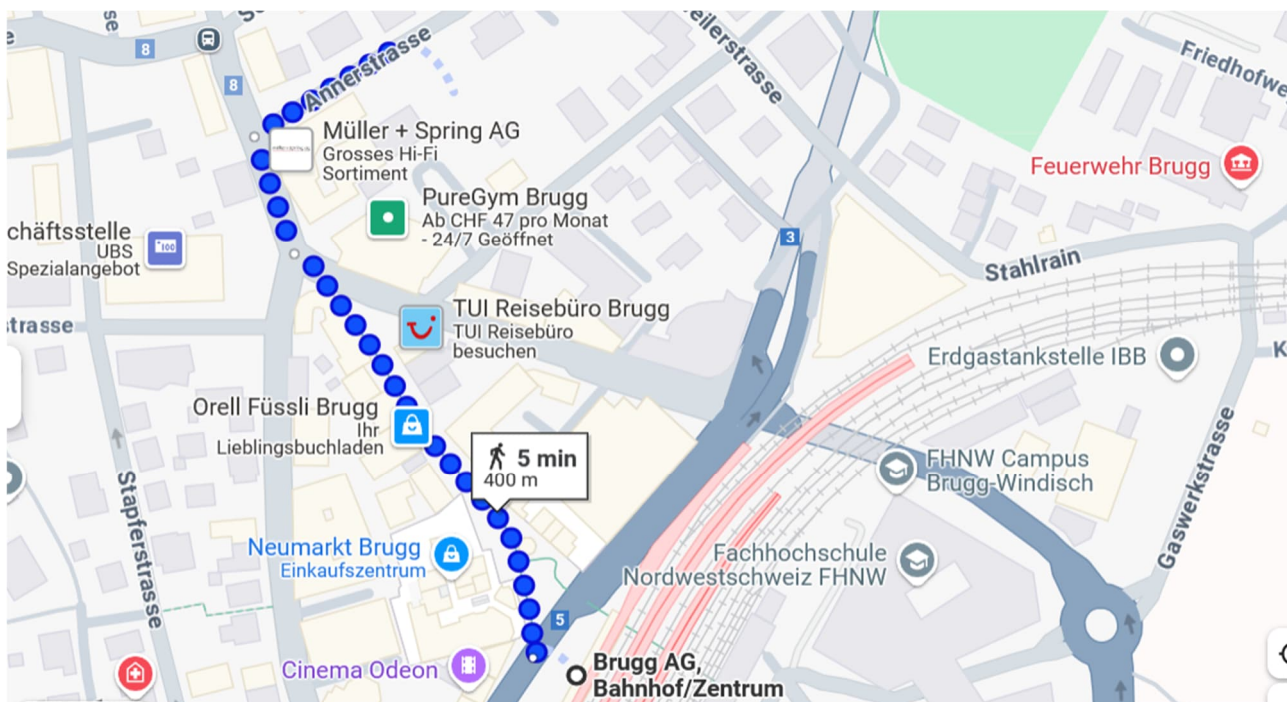 8
8
Annerstrasse
eilerstrasse
Friedhofwe
Müller + Spring AG
Grosses Hi-Fi
Sortiment
Feuerwehr Brugg
PureGym Brugg
Ab CHF 47 pro Monat
- 24/7 Geöffnet
chäftsstelle
UBS
Spezialangebot
3
Stahlrain
TUI Reisebüro Brugg
TUI Reisebüro
besuchen
strasse
Erdgastankstelle IBB
K
Orell Füssli Brugg
Ihr
Lieblingsbuchladen
5 min
400 m
FHNW Campus
Brugg-Windisch
Stapferstrasse
Gaswerkstrasse
Neumarkt Brugg
Einkaufszentrum
Fachhochschule
Nordwestschweiz FHNW
5
Cinema Odeon
Brugg AG,
Bahnhof/Zentrum